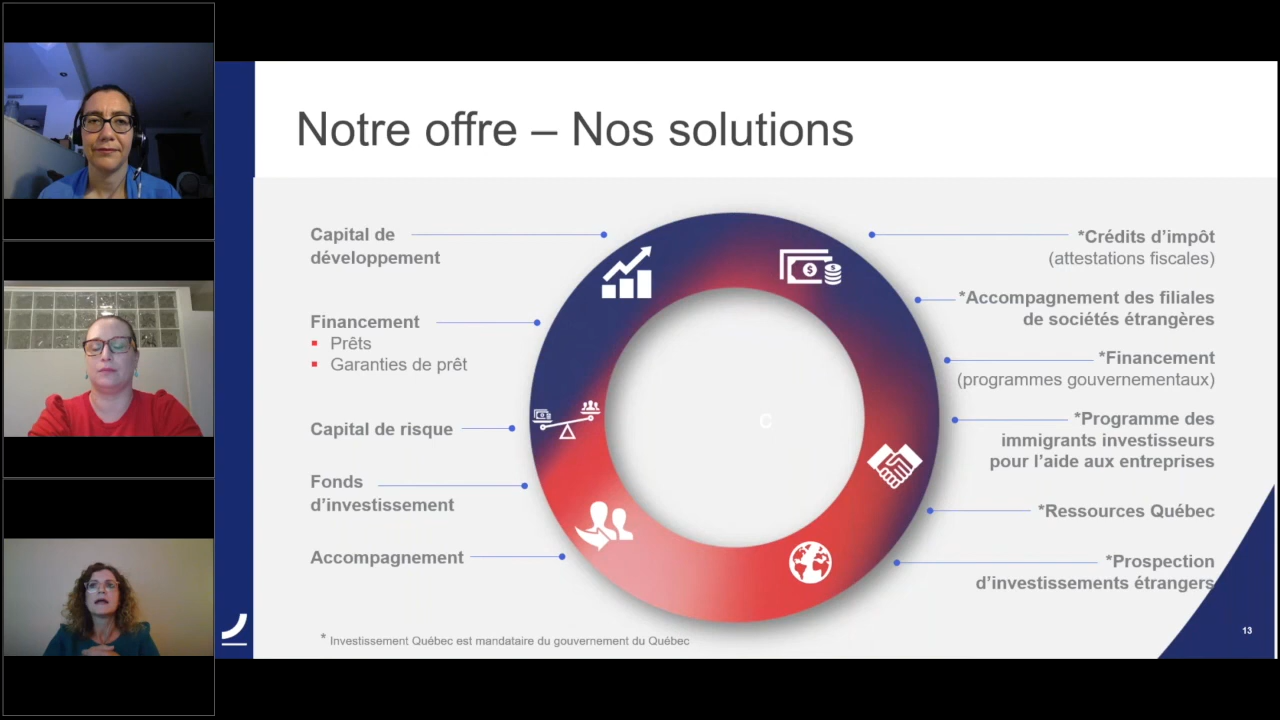 Notre offre – Nos solutions
Capital de
développement
Financement
▪ Prêts
▪ Garanties de prêt
Capital de risque
Fonds
d’investissement
Accompagnement
$
C
*Crédits d’impôt
(attestations fiscales)
*Accompagnement des filiales
de sociétés étrangères
*Financement
(programmes gouvernementaux)
*Programme des
immigrants investisseurs
pour l’aide aux entreprises
*Ressources Québec
*Prospection
d’investissements étrangers
* Investissement Québec est mandataire du gouvernement du Québec
13